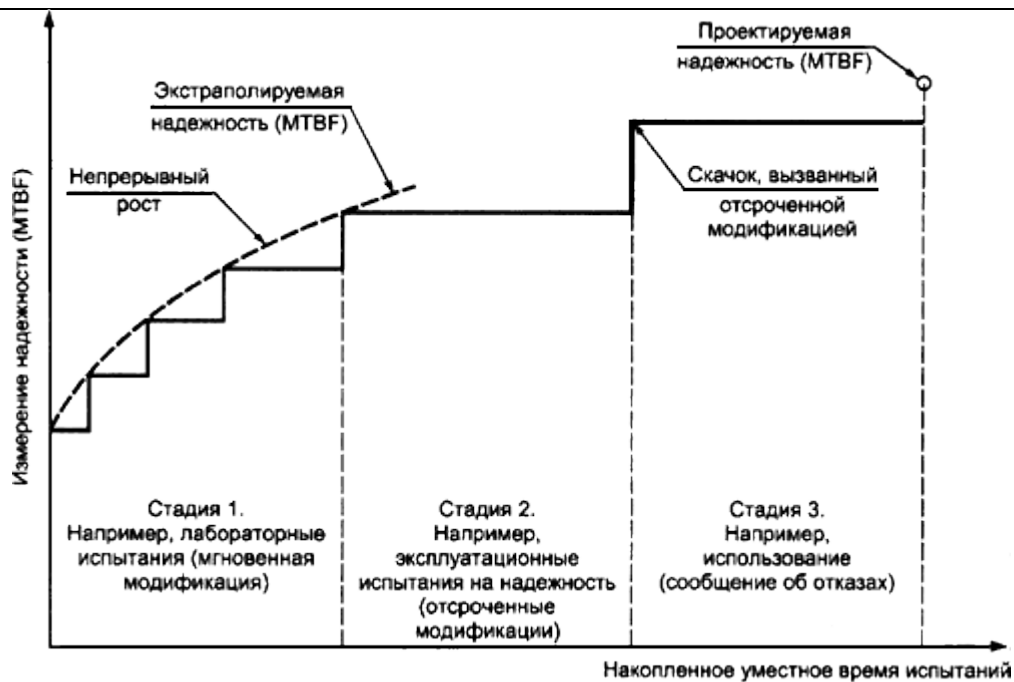 Проектируемая
надежность (MTBF)
Экстраполируемая
надежность (MTBF)
Непрерывный
рост
Скачок, вызванный
отсроченной
модификацией
Измерение надежности (MTBF)
Стадия 1.
Например, лабораторные
испытания (мгновенная
модификация)
Стадия 2.
Например,
эксплуатационные
испытания на надежность
(отсроченные
модификации)
Стадия 3.
Например,
использование
(сообщение об отказах)
Накопленное уместное время испытаний